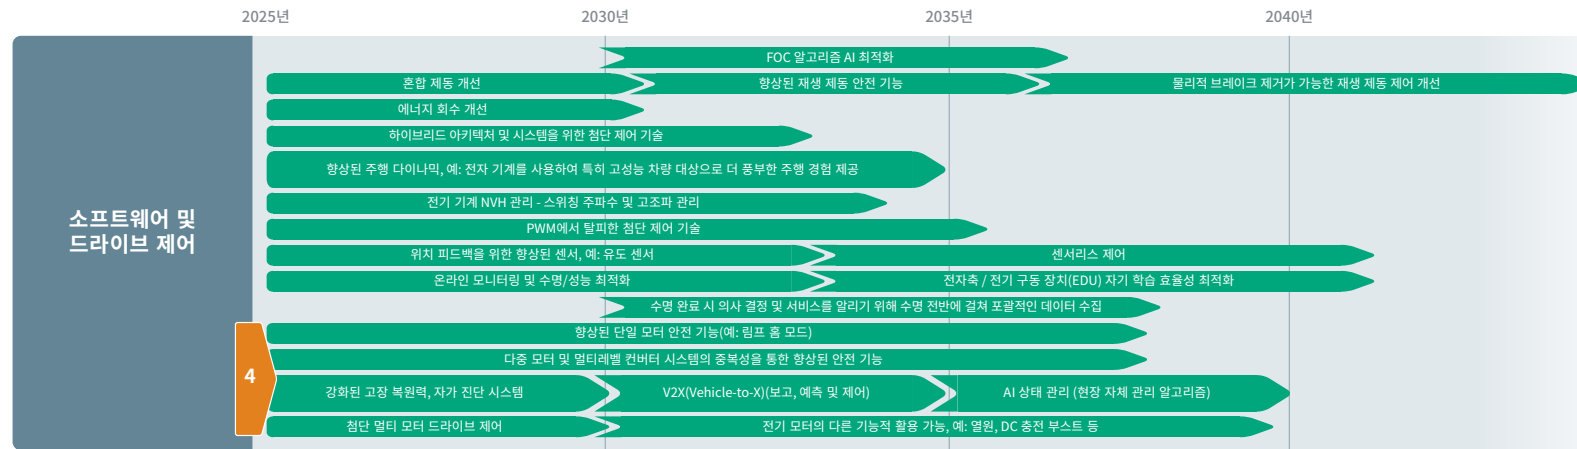 2025년 2030년 2035년 2040년
소프트웨어 및
드라이브 제어
FOC 알고리즘 AI 최적화
혼합 제동 개선 향상된 재생 제동 안전 기능 물리적 브레이크 제거가 가능한 재생 제동 제어 개선
에너지 회수 개선
하이브리드 아키텍처 및 시스템을 위한 첨단 제어 기술
향상된 주행 다이나믹, 예: 전자 기계를 사용하여 특히 고성능 차량 대상으로 더 풍부한 주행 경험 제공
전기 기계 NVH 관리 - 스위칭 주파수 및 고조파 관리
PWM에서 탈피한 첨단 제어 기술
위치 피드백을 위한 향상된 센서, 예: 유도 센서 센서리스 제어
온라인 모니터링 및 수명/성능 최적화 전자축 / 전기 구동 장치(EDU) 자기 학습 효율성 최적화
수명 완료 시 의사 결정 및 서비스를 알리기 위해 수명 전반에 걸쳐 포괄적인 데이터 수집
향상된 단일 모터 안전 기능(예: 림프 홈 모드)
다중 모터 및 멀티레벨 컨버터 시스템의 중복성을 통한 향상된 안전 기능
4
강화된 고장 복원력, 자가 진단 시스템 V2X(Vehicle-to-X)(보고, 예측 및 제어) AI 상태 관리 (현장 자체 관리 알고리즘)
첨단 멀티 모터 드라이브 제어 전기 모터의 다른 기능적 활용 가능, 예: 열원, DC 충전 부스트 등